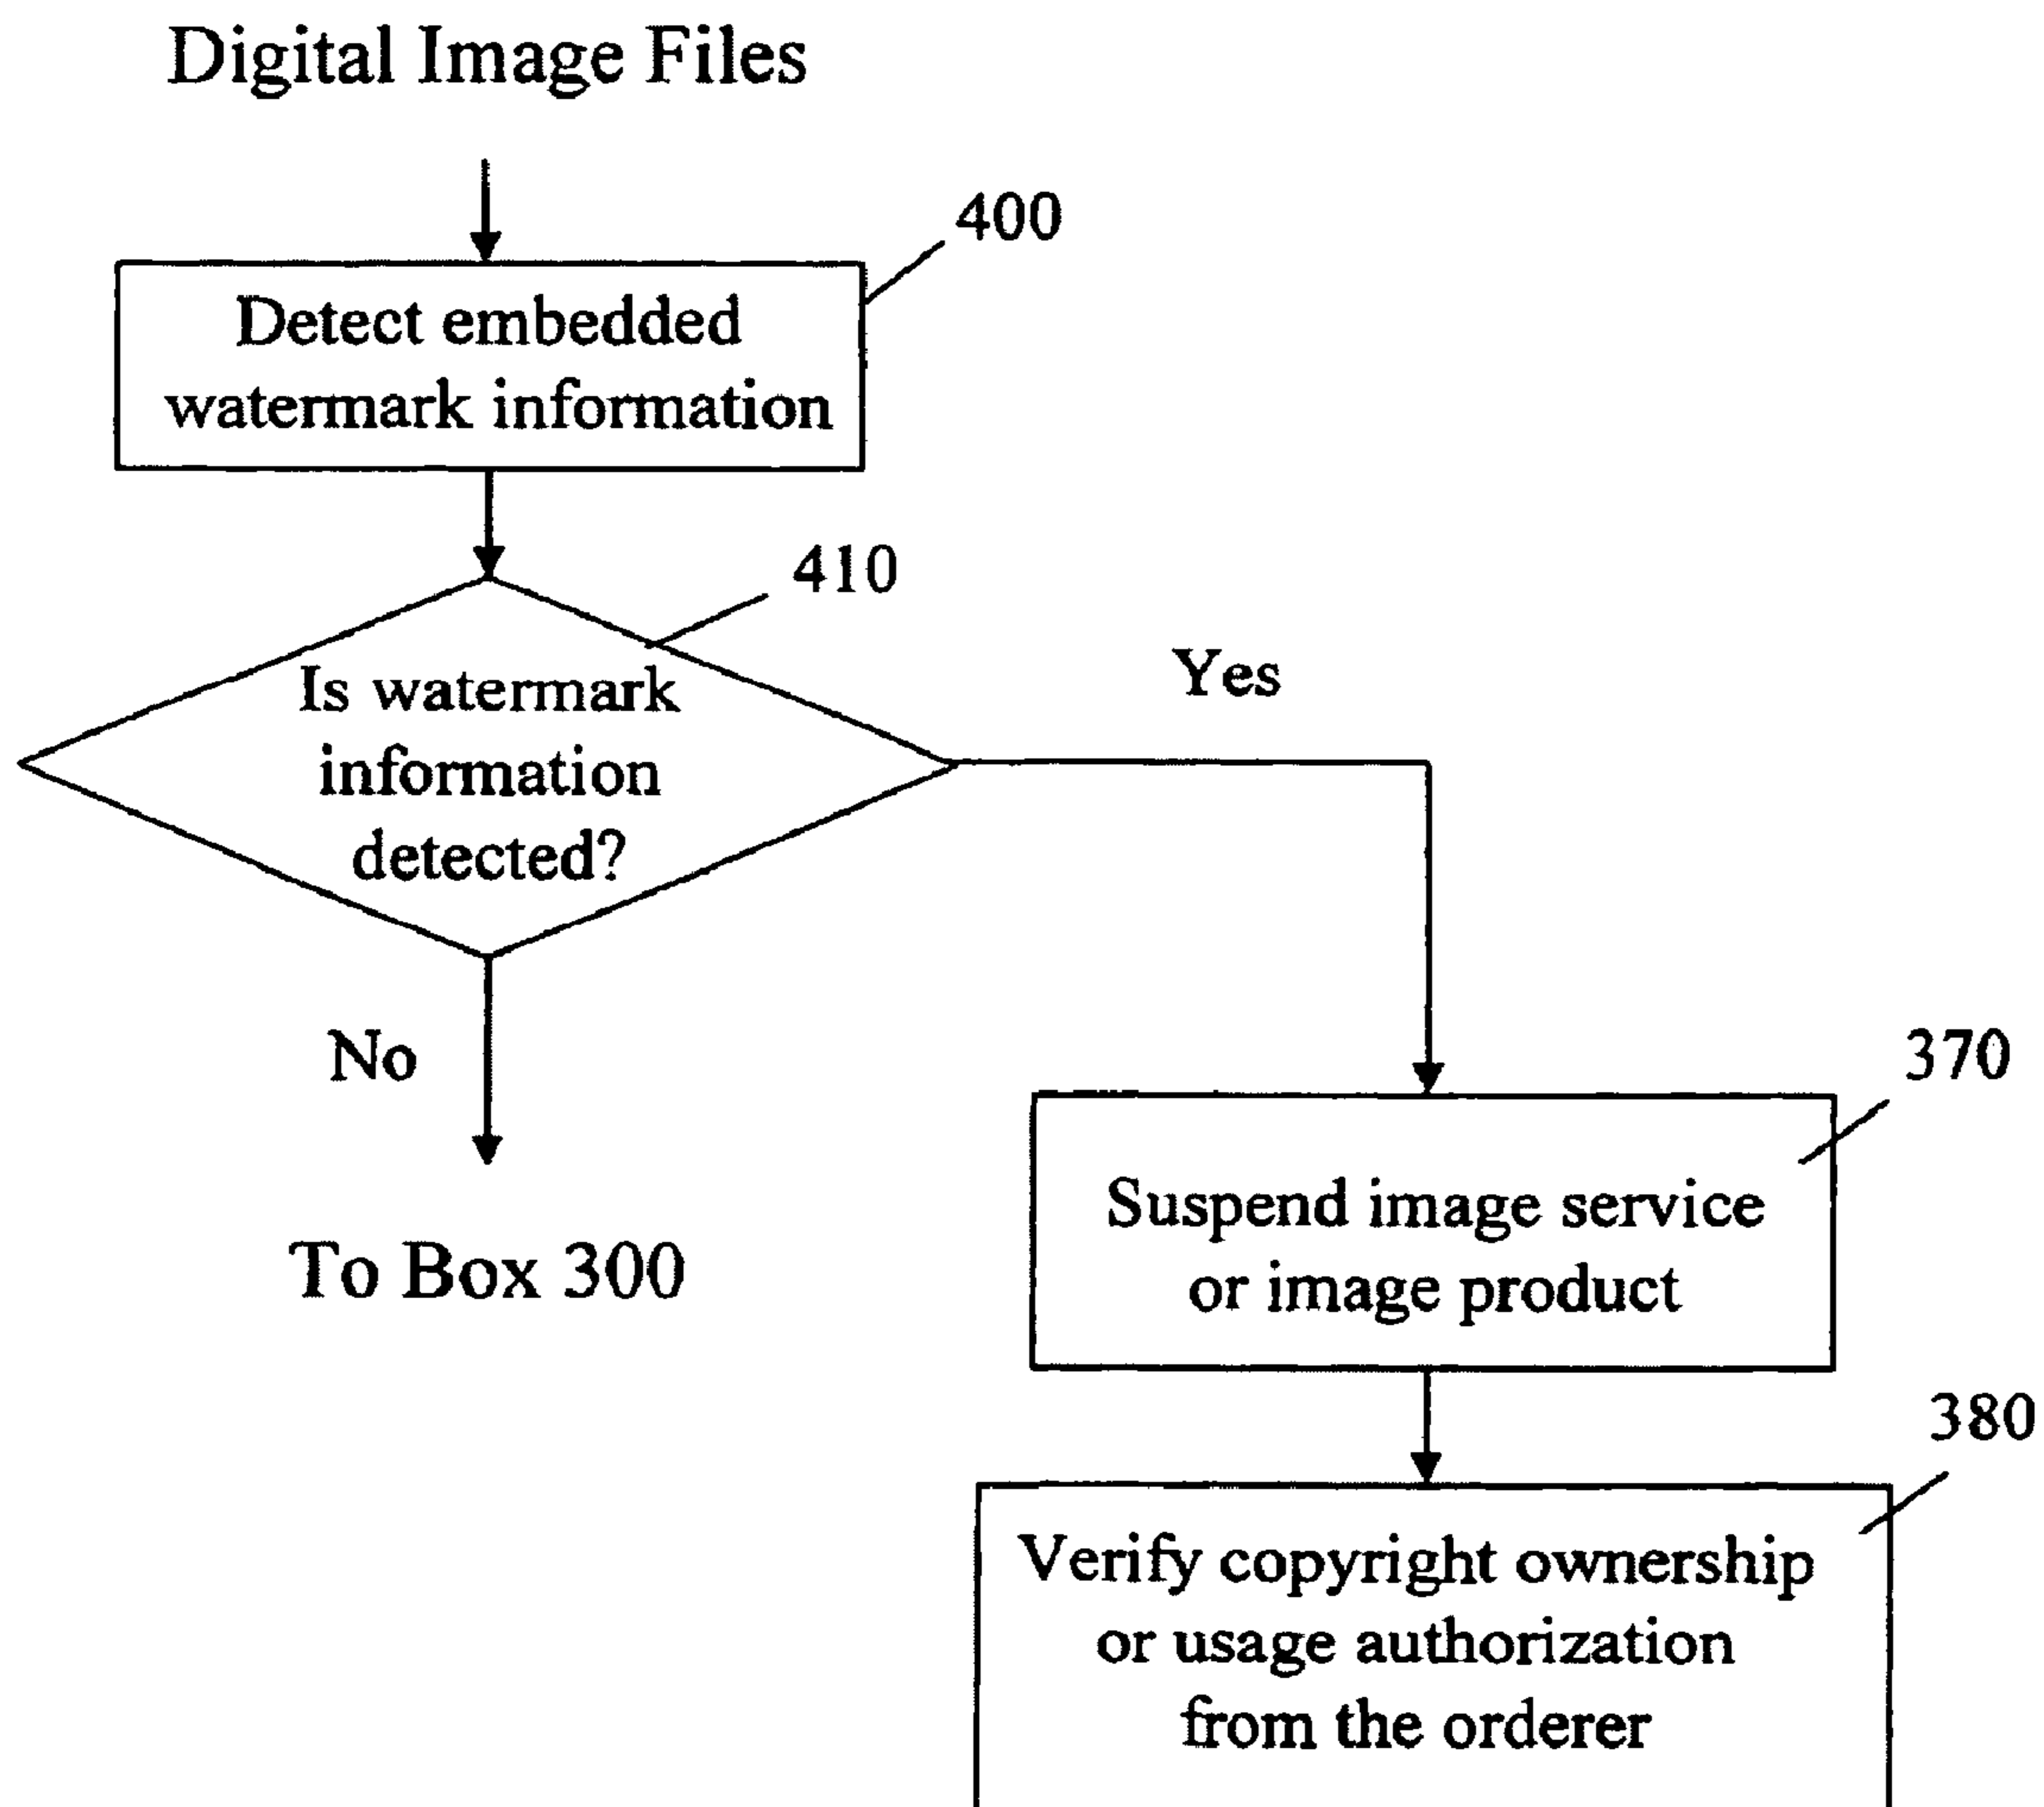 Digital Image Files
400
Detect embedded
watermark information
410
Is watermark
information
detected?
Yes
No
To Box 300
370
Suspend image service
or image product
380
Verify copyright ownership
or usage authorization
from the orderer